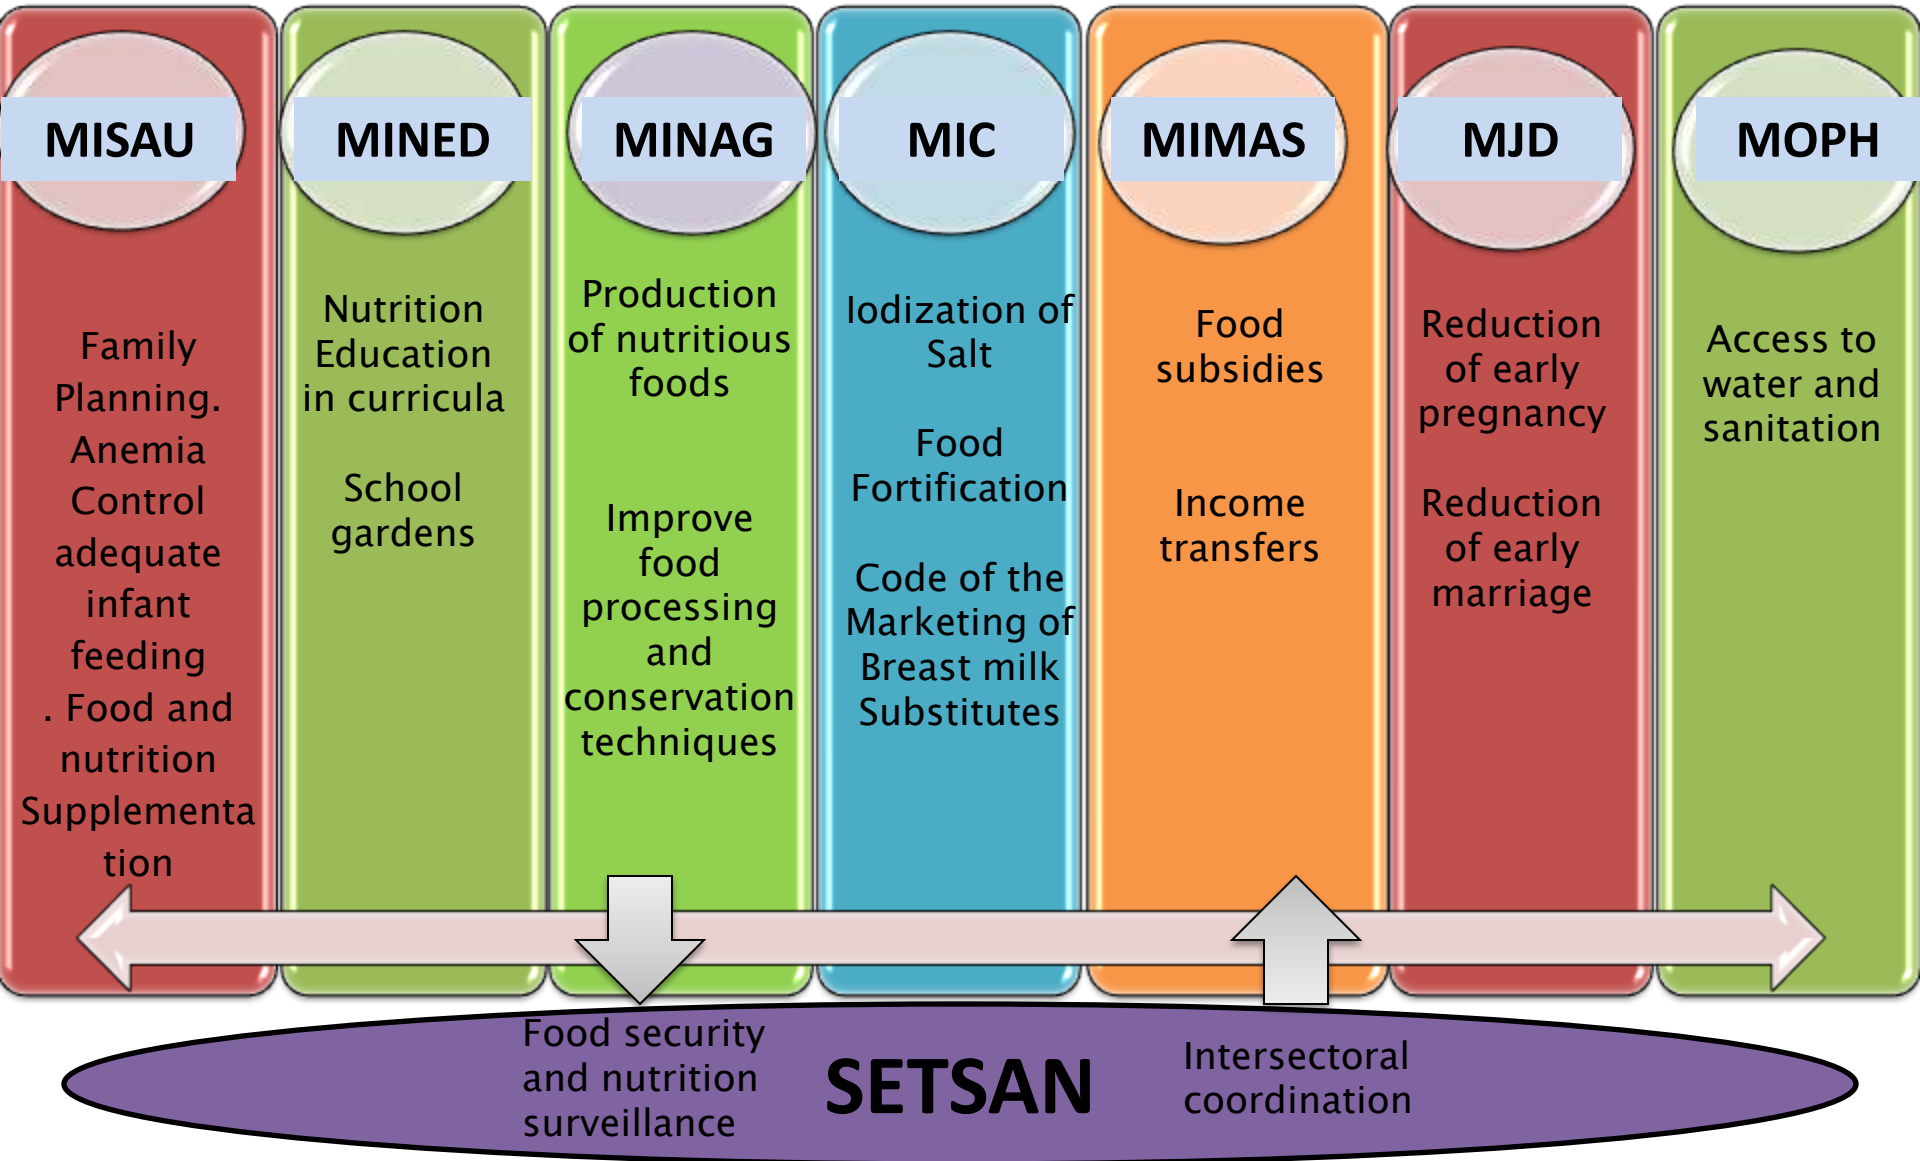 MISAU
Family
Planning.
Anemia
Control
adequate
infant
feeding
. Food and
nutrition
Supplementa
tion
MINED
Nutrition
Education
in curricula
School
gardens
MINAG
Production
of nutritious
foods
Improve
food
processing
and
conservation
techniques
MIC
Iodization of
Salt
Food
Fortification
Code of the
Marketing of
Breast milk
Substitutes
MIMAS
Food
subsidies
Income
transfers
MJD
Reduction
of early
pregnancy
Reduction
of early
marriage
MOPH
Access to
water and
sanitation
Food security
and nutrition
surveillance
SETSAN
Intersectoral
coordination